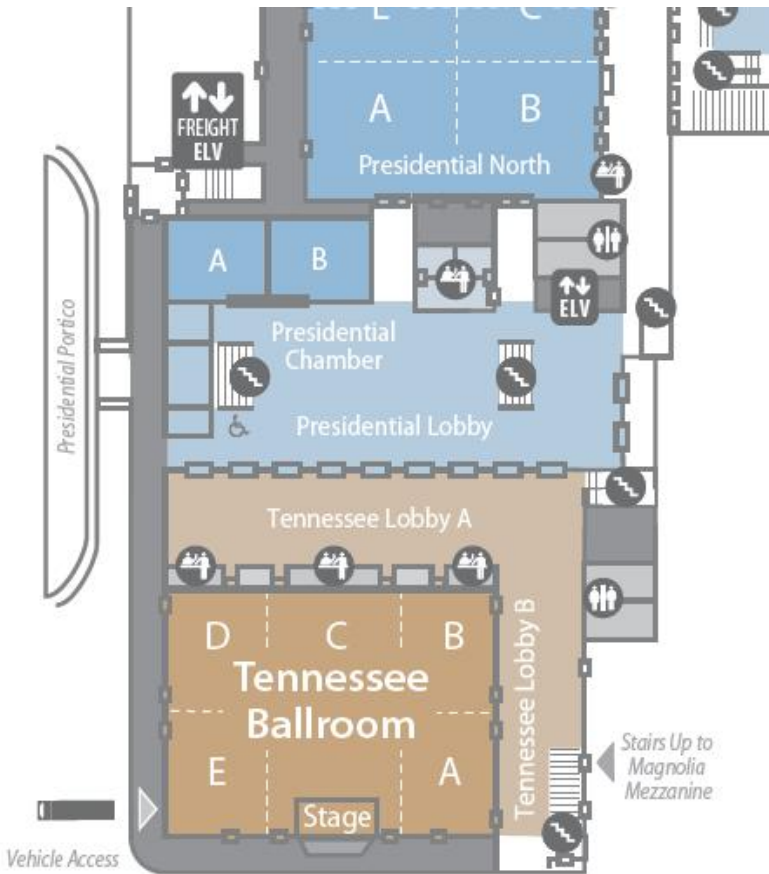 E
C
FREIGHT
ELV
A
B
Presidential North
A
B
ELV
Presidential Portico
Presidential
Chamber
Presidential Lobby
Tennessee Lobby A
D
C
B
Tennessee
Ballroom
Tennessee Lobby B
E
A
Stage
Stairs Up to
Magnolia
Mezzanine
Vehicle Access